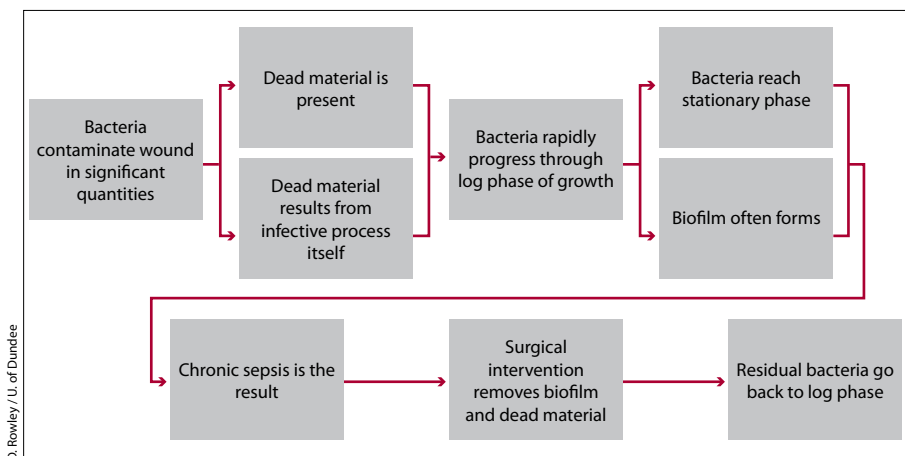 Bacteria
contaminate wound
in significant
quantities
Dead material is
present
Dead material
results from
infective process
itself
Bacteria rapidly
progress through
log phase of growth
Bacteria reach
stationary phase
Biofilm often forms
Chronic sepsis is the
result
Surgical
intervention
removes biofilm
and dead material
Residual bacteria go
back to log phase
D. Rowley / U. of Dundee